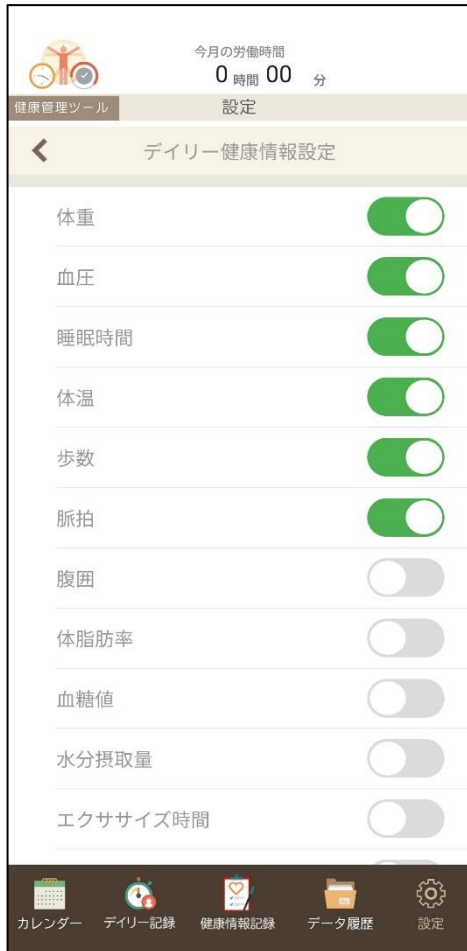 今月の労働時間
0 時間 00 分
健康管理ツール 設定
デイリー健康情報設定
体重
血圧
睡眠時間
体温
歩数
脈拍
腹囲
体脂肪率
血糖値
水分摂取量
エクササイズ時間
カレンダー デイリー記録 健康情報記録 データ履歴 設定